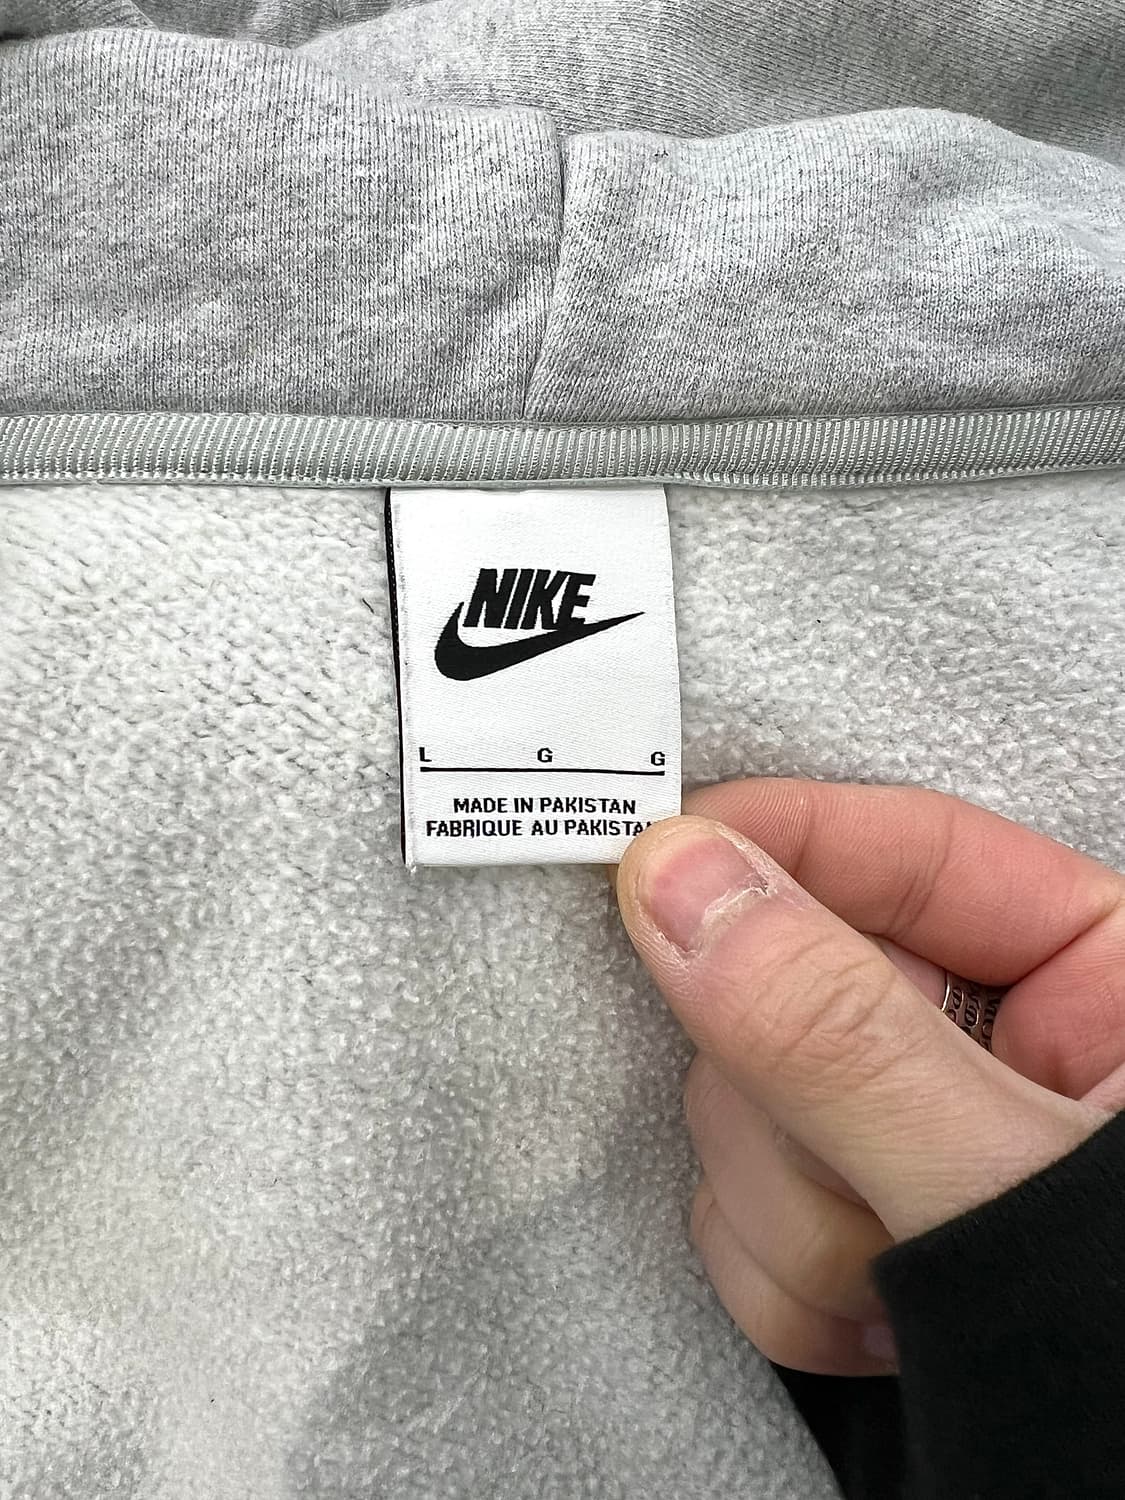 NIKE
L G G
MADE IN PAKISTAN
FABRIQUE AU PAKISTAN